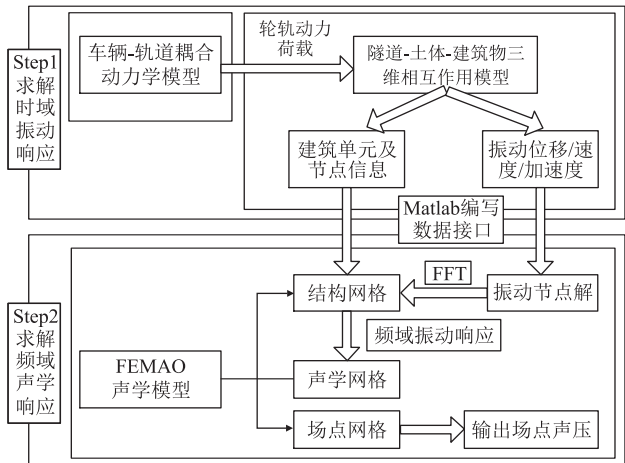 Step1
求解
时域
振动
响应
车辆-轨道耦合
动力学模型
轮轨动力
荷载
隧道-土体-建筑物三
维相互作用模型
建筑单元及
节点信息
振动位移/速
度/加速度
Matlab编写
数据接口
Step2
求解
频域
声学
响应
FEMAO
声学模型
结构网格
FFT
振动节点解
频域振动响应
声学网格
场点网格
输出场点声压